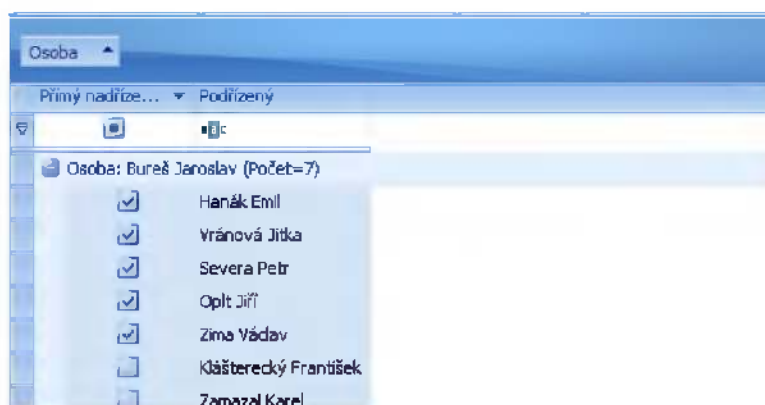 Osoba
Přímý nadříze... Podřízený
Osoba: Bureš Jaroslav (Počet=7)
Hanák Emil
Vránová Jitka
Severa Petr
Oplt Jiří
Zima Václav
Klášterecký František
Zamazal Karel